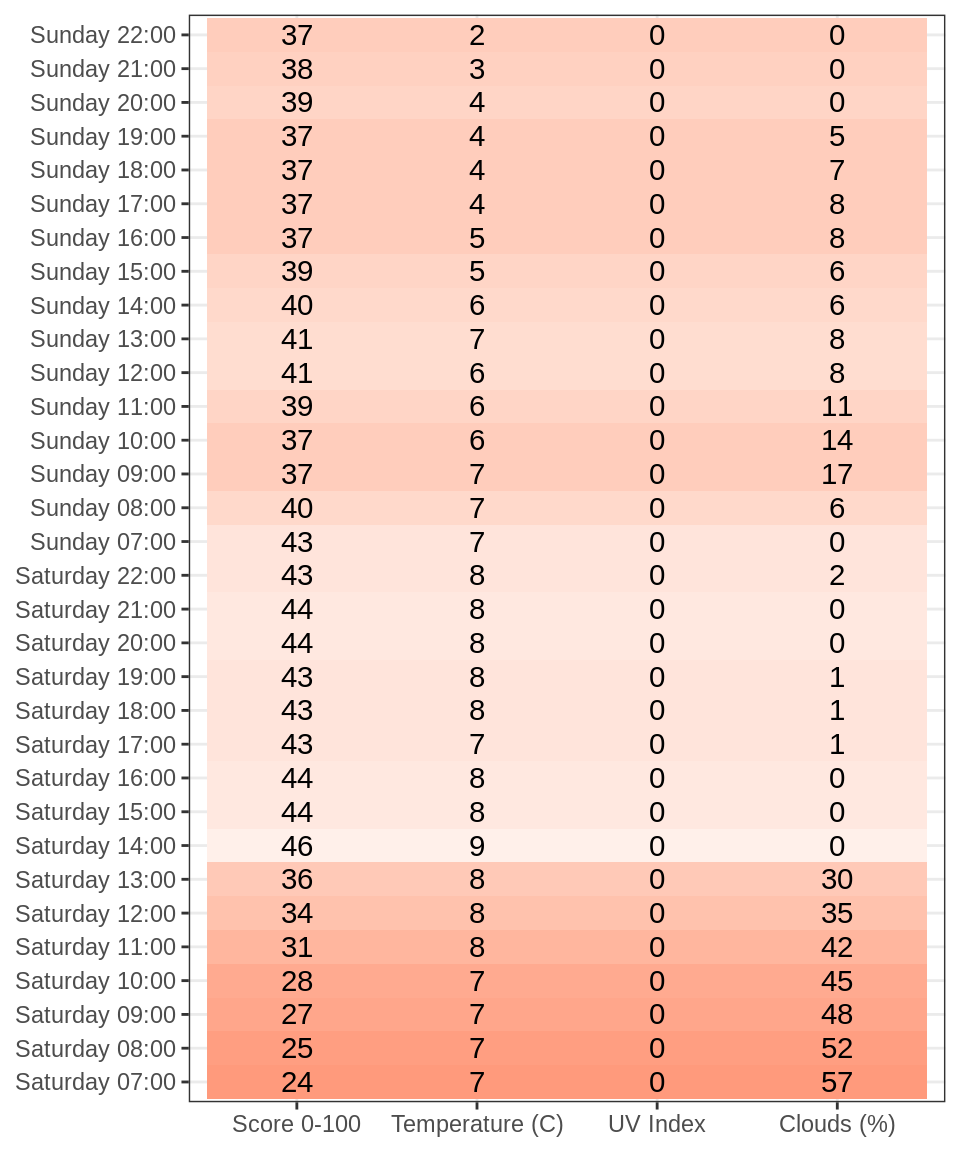 Sunday 22:00 37 2 0 0
Sunday 21:00 38 3 0 0
Sunday 20:00 39 4 0 0
Sunday 19:00 37 4 0 5
Sunday 18:00 37 4 0 7
Sunday 17:00 37 4 0 8
Sunday 16:00 37 5 0 8
Sunday 15:00 39 5 0 6
Sunday 14:00 40 6 0 6
Sunday 13:00 41 7 0 8
Sunday 12:00 41 6 0 8
Sunday 11:00 39 6 0 11
Sunday 10:00 37 6 0 14
Sunday 09:00 37 7 0 17
Sunday 08:00 40 7 0 6
Sunday 07:00 43 7 0 0
Saturday 22:00 43 8 0 2
Saturday 21:00 44 8 0 0
Saturday 20:00 44 8 0 0
Saturday 19:00 43 8 0 1
Saturday 18:00 43 8 0 1
Saturday 17:00 43 7 0 1
Saturday 16:00 44 8 0 0
Saturday 15:00 44 8 0 0
Saturday 14:00 46 9 0 0
Saturday 13:00 36 8 0 30
Saturday 12:00 34 8 0 35
Saturday 11:00 31 8 0 42
Saturday 10:00 28 7 0 45
Saturday 09:00 27 7 0 48
Saturday 08:00 25 7 0 52
Saturday 07:00 24 7 0 57
Score 0-100 Temperature (C) UV Index Clouds (%)